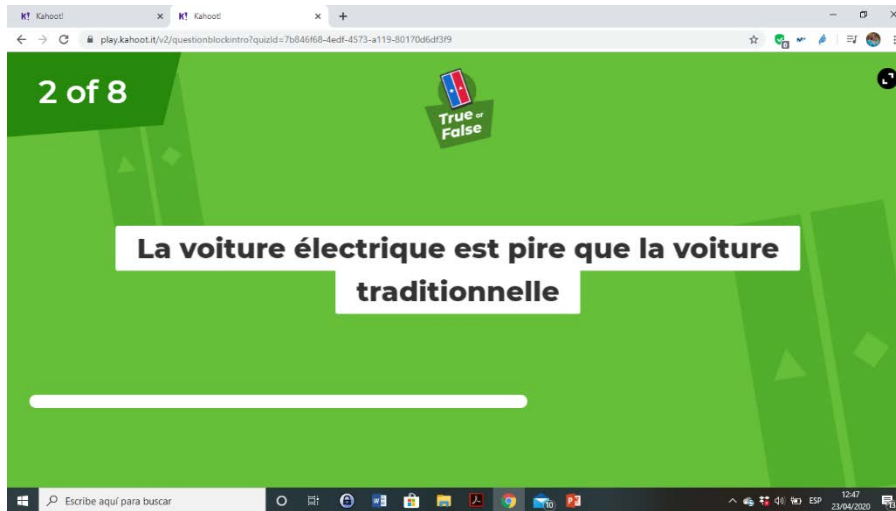 Kahoot!
Kahoot!
play.kahoot.it/v2/questionblockintro?quizId=7b846f68-4edf-4573-a119-80170d6df3f9
2 of 8
True or
False
La voiture électrique est pire que la voiture
traditionnelle
Escribe aquí para buscar
10
ESP
12:47
23/04/2020